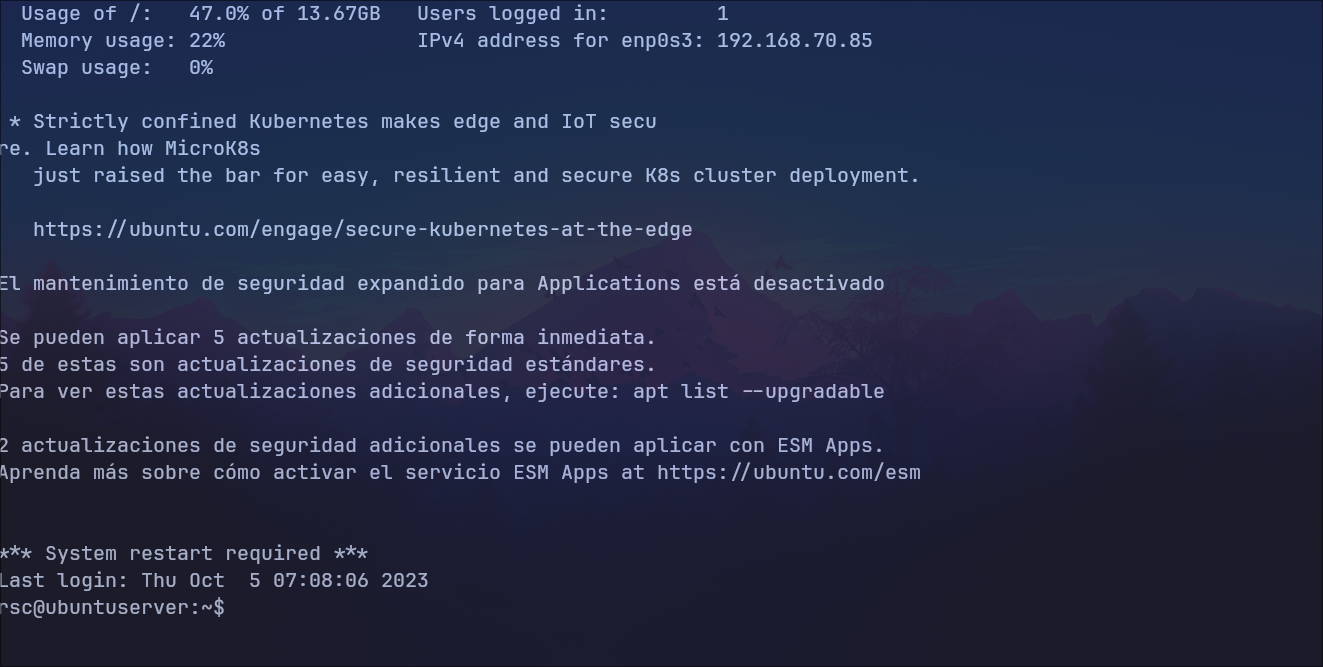 Usage of /:   47.0% of 13.67GB   Users logged in:         1
Memory usage: 22%                IPv4 address for enp0s3: 192.168.70.85
Swap usage:   0%
* Strictly confined Kubernetes makes edge and IoT secu
re. Learn how MicroK8s
just raised the bar for easy, resilient and secure K8s cluster deployment.
https://ubuntu.com/engage/secure-kubernetes-at-the-edge
El mantenimiento de seguridad expandido para Applications está desactivado
Se pueden aplicar 5 actualizaciones de forma inmediata.
5 de estas son actualizaciones de seguridad estándares.
Para ver estas actualizaciones adicionales, ejecute: apt list --upgradable
2 actualizaciones de seguridad adicionales se pueden aplicar con ESM Apps.
Aprenda más sobre cómo activar el servicio ESM Apps at https://ubuntu.com/esm
*** System restart required ***
Last login: Thu Oct  5 07:08:06 2023
rsc@ubuntuserver:~$